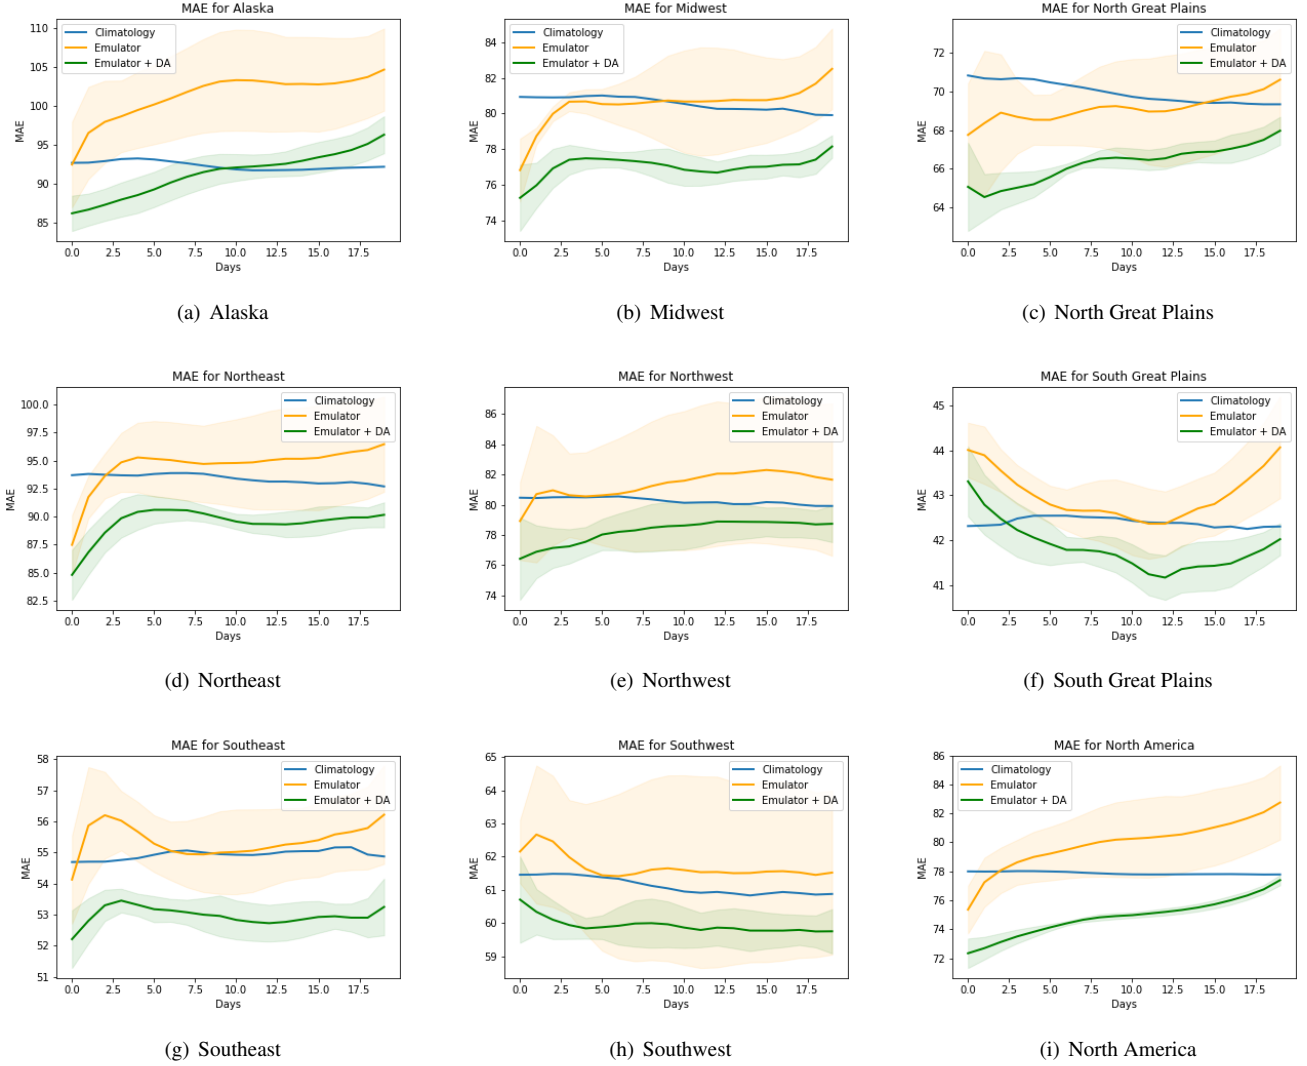 MAE for Alaska
MAE
110
105
100
95
90
85
Climatology
Emulator
Emulator + DA
0.0 2.5 5.0 7.5 10.0 12.5 15.0 17.5
Days
(a) Alaska
MAE for Midwest
MAE
84
82
80
78
76
74
Climatology
Emulator
Emulator + DA
0.0 2.5 5.0 7.5 10.0 12.5 15.0 17.5
Days
(b) Midwest
MAE for North Great Plains
MAE
72
70
68
66
64
Climatology
Emulator
Emulator + DA
0.0 2.5 5.0 7.5 10.0 12.5 15.0 17.5
Days
(c) North Great Plains
MAE for Northeast
MAE
100.0
97.5
95.0
92.5
90.0
87.5
85.0
82.5
Climatology
Emulator
Emulator + DA
0.0 2.5 5.0 7.5 10.0 12.5 15.0 17.5
Days
(d) Northeast
MAE for Northwest
MAE
86
84
82
80
78
76
74
Climatology
Emulator
Emulator + DA
0.0 2.5 5.0 7.5 10.0 12.5 15.0 17.5
Days
(e) Northwest
MAE for South Great Plains
MAE
45
44
43
42
41
Climatology
Emulator
Emulator + DA
0.0 2.5 5.0 7.5 10.0 12.5 15.0 17.5
Days
(f) South Great Plains
MAE for Southeast
MAE
58
57
56
55
54
53
52
51
Climatology
Emulator
Emulator + DA
0.0 2.5 5.0 7.5 10.0 12.5 15.0 17.5
Days
(g) Southeast
MAE for Southwest
MAE
65
64
63
62
61
60
59
Climatology
Emulator
Emulator + DA
0.0 2.5 5.0 7.5 10.0 12.5 15.0 17.5
Days
(h) Southwest
MAE for North America
MAE
86
84
82
80
78
76
74
72
Climatology
Emulator
Emulator + DA
0.0 2.5 5.0 7.5 10.0 12.5 15.0 17.5
Days
(i) North America